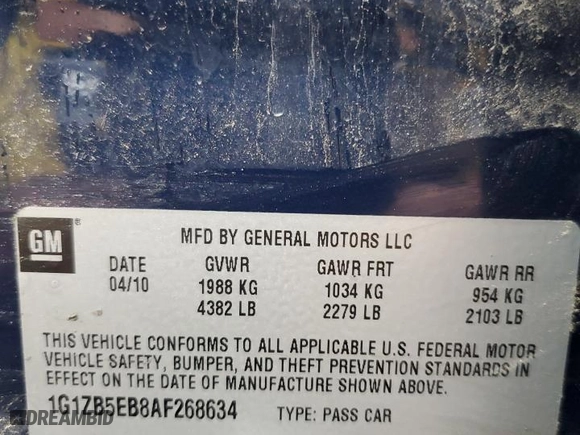 GM ®
MFD BY GENERAL MOTORS LLC
DATE GVWR GAWR FRT GAWR RR
04/10 1988 KG 1034 KG 954 KG
4382 LB 2279 LB 2103 LB
THIS VEHICLE CONFORMS TO ALL APPLICABLE U.S. FEDERAL MOTOR
VEHICLE SAFETY, BUMPER, AND THEFT PREVENTION STANDARDS IN
EFFECT ON THE DATE OF MANUFACTURE SHOWN ABOVE.
1G1ZB5EB8AF268634 TYPE: PASS CAR
DREAMBID